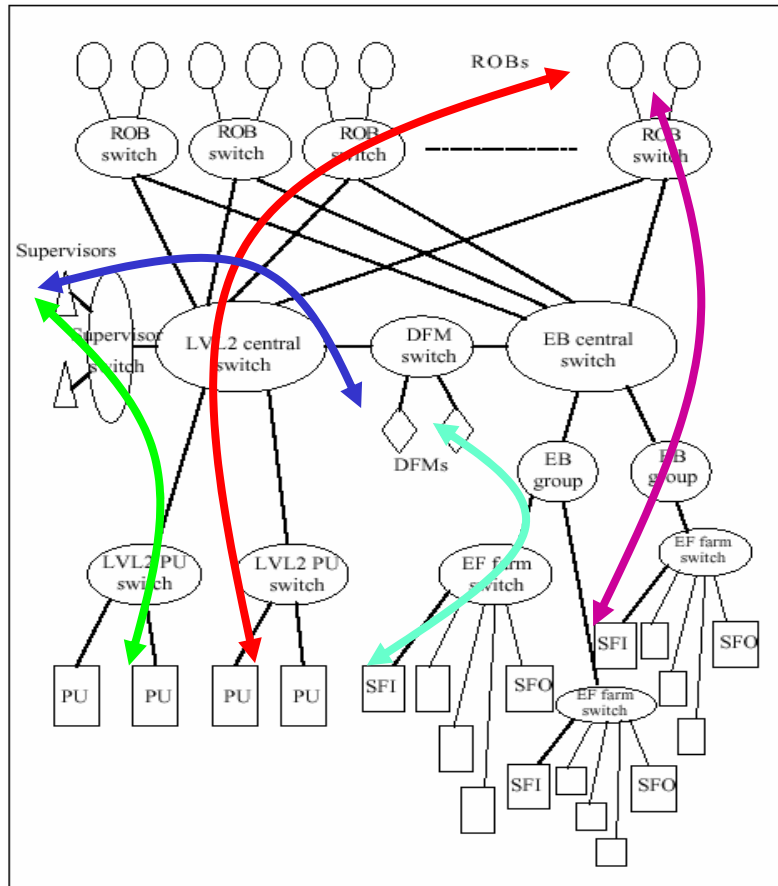 ROBs
ROB
switch
ROB
switch
ROB
switch
ROB
switch
Supervisors
Supervisor
switch
LVL2 central
switch
DFM
switch
EB central
switch
DFMs
EB
group
EB
group
LVL2 PU
switch
LVL2 PU
switch
EF farm
switch
EF farm
switch
PU
PU
PU
PU
SFI
SFO
SFI
SFO
EF farm
switch
SFI
SFO